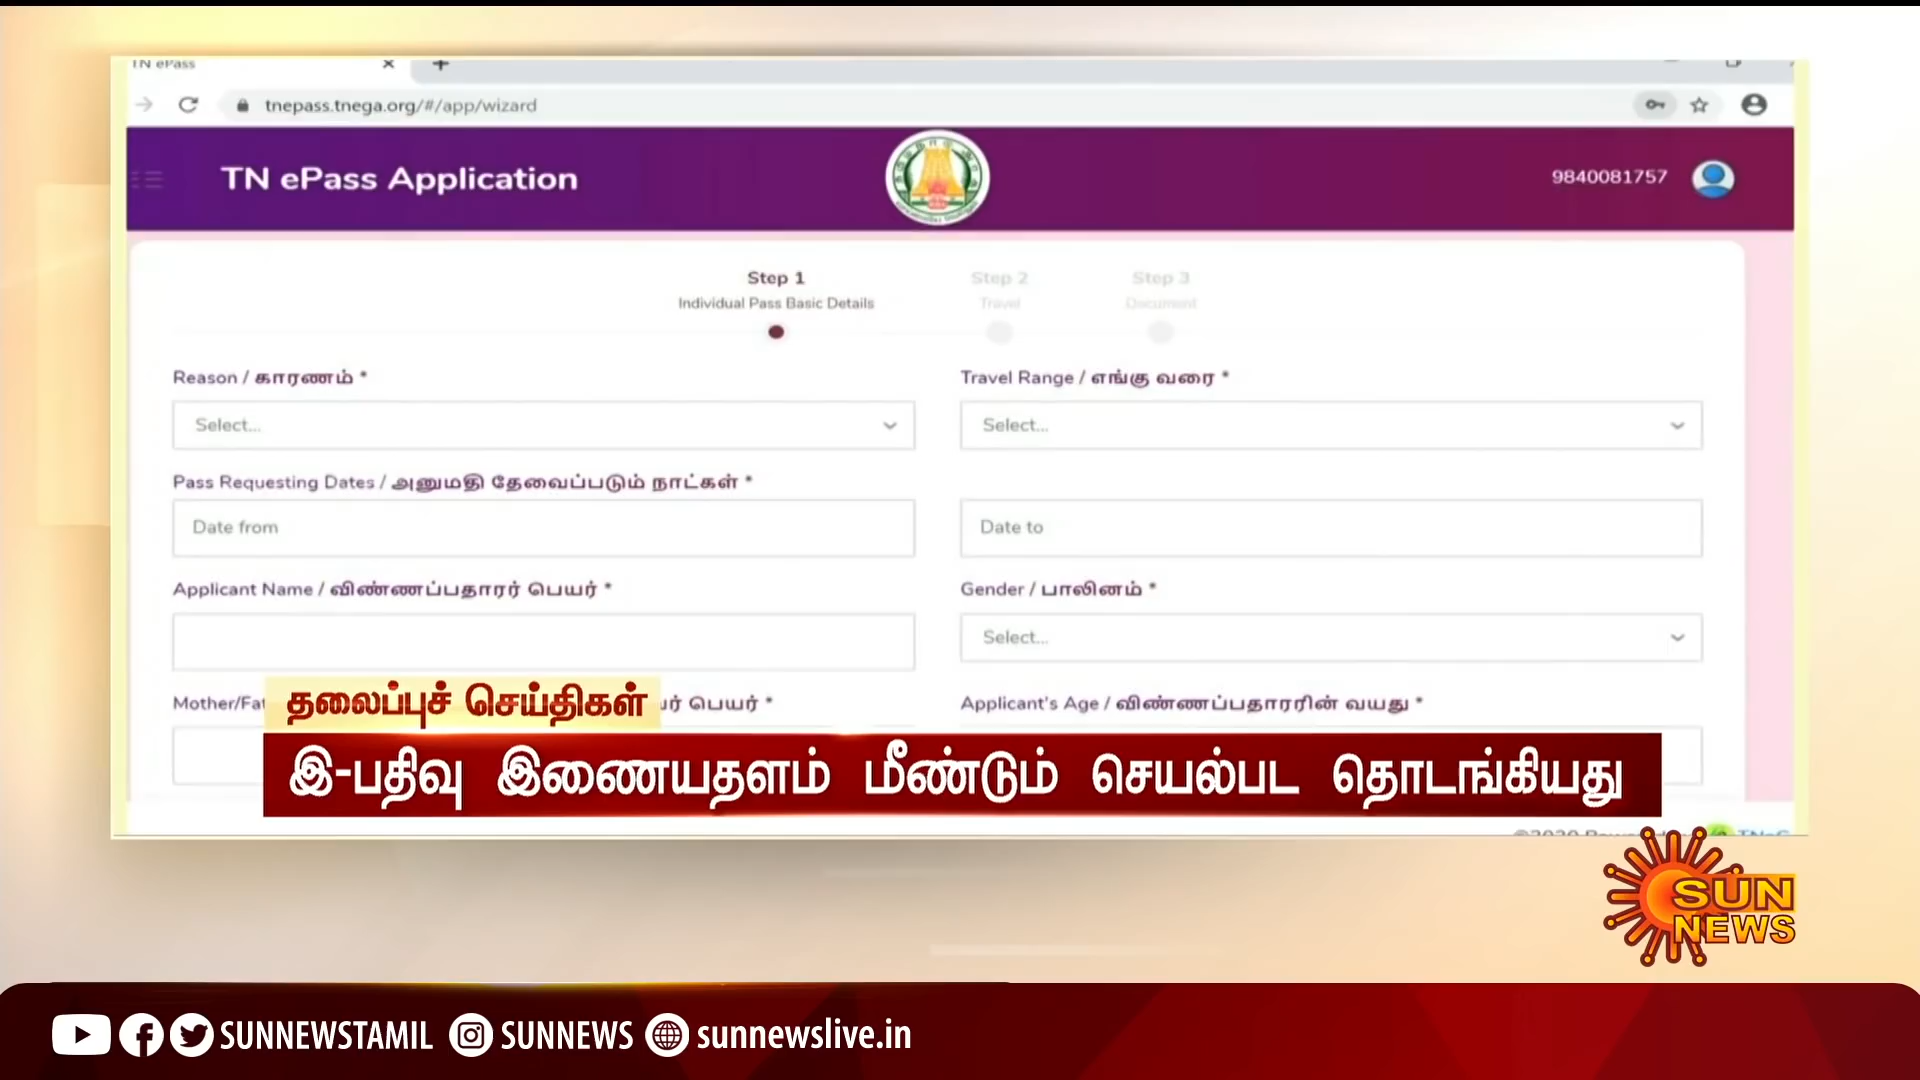 TN ePass
tnepass.tnega.org/#/app/wizard
TN ePass Application
9840081757
Step 1
Step 2
Step 3
Individual Pass Basic Details
Travel
Document
Reason / காரணம் *
Travel Range / எங்கு வரை *
Select...
Select...
Pass Requesting Dates / அனுமதி தேவைப்படும் நாட்கள் *
Date from
Date to
Applicant Name / விண்ணப்பதாரர் பெயர் *
Gender / பாலினம் *
Select...
Mother/Fat
பெயர் *
Applicant's Age / விண்ணப்பதாரரின் வயது *
தலைப்புச் செய்திகள்
இ-பதிவு இணையதளம் மீண்டும் செயல்பட தொடங்கியது
©2020
SUN
NEWS
SUNNEWSTAMIL SUNNEWS sunnewslive.in